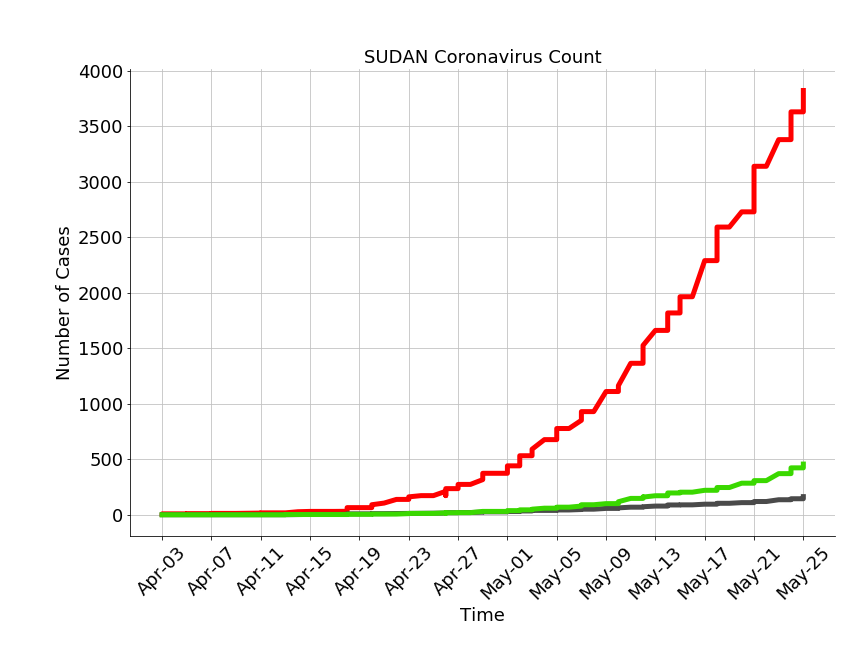 SUDAN Coronavirus Count
4000
3500
3000
2500
2000
1500
1000
500
0
Number of Cases
Apr-03
Apr-07
Apr-11
Apr-15
Apr-19
Apr-23
Apr-27
May-01
May-05
May-09
May-13
May-17
May-21
May-25
Time